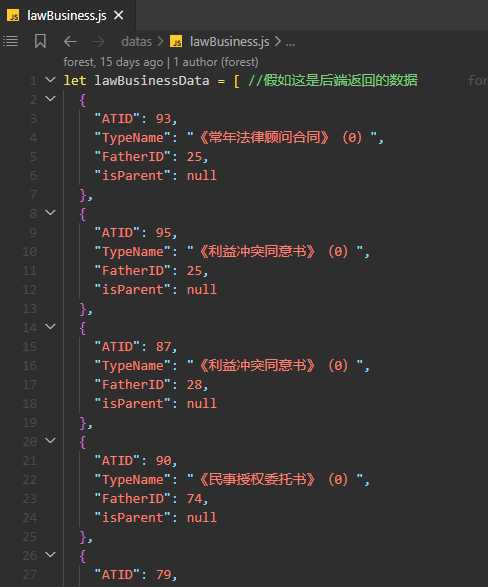 JS lawBusiness.js ×
datas > JS lawBusiness.js > ...
forest, 15 days ago | 1 author (forest)
1 let lawBusinessData = [ //假如这是后端返回的数据 for
2 {
3 "ATID": 93,
4 "TypeName": "《常年法律顾问合同》（0）",
5 "FatherID": 25,
6 "isParent": null
7 },
8 {
9 "ATID": 95,
10 "TypeName": "《利益冲突同意书》（0）",
11 "FatherID": 25,
12 "isParent": null
13 },
14 {
15 "ATID": 87,
16 "TypeName": "《利益冲突同意书》（0）",
17 "FatherID": 28,
18 "isParent": null
19 },
20 {
21 "ATID": 90,
22 "TypeName": "《民事授权委托书》（0）",
23 "FatherID": 74,
24 "isParent": null
25 },
26 {
27 "ATID": 79,